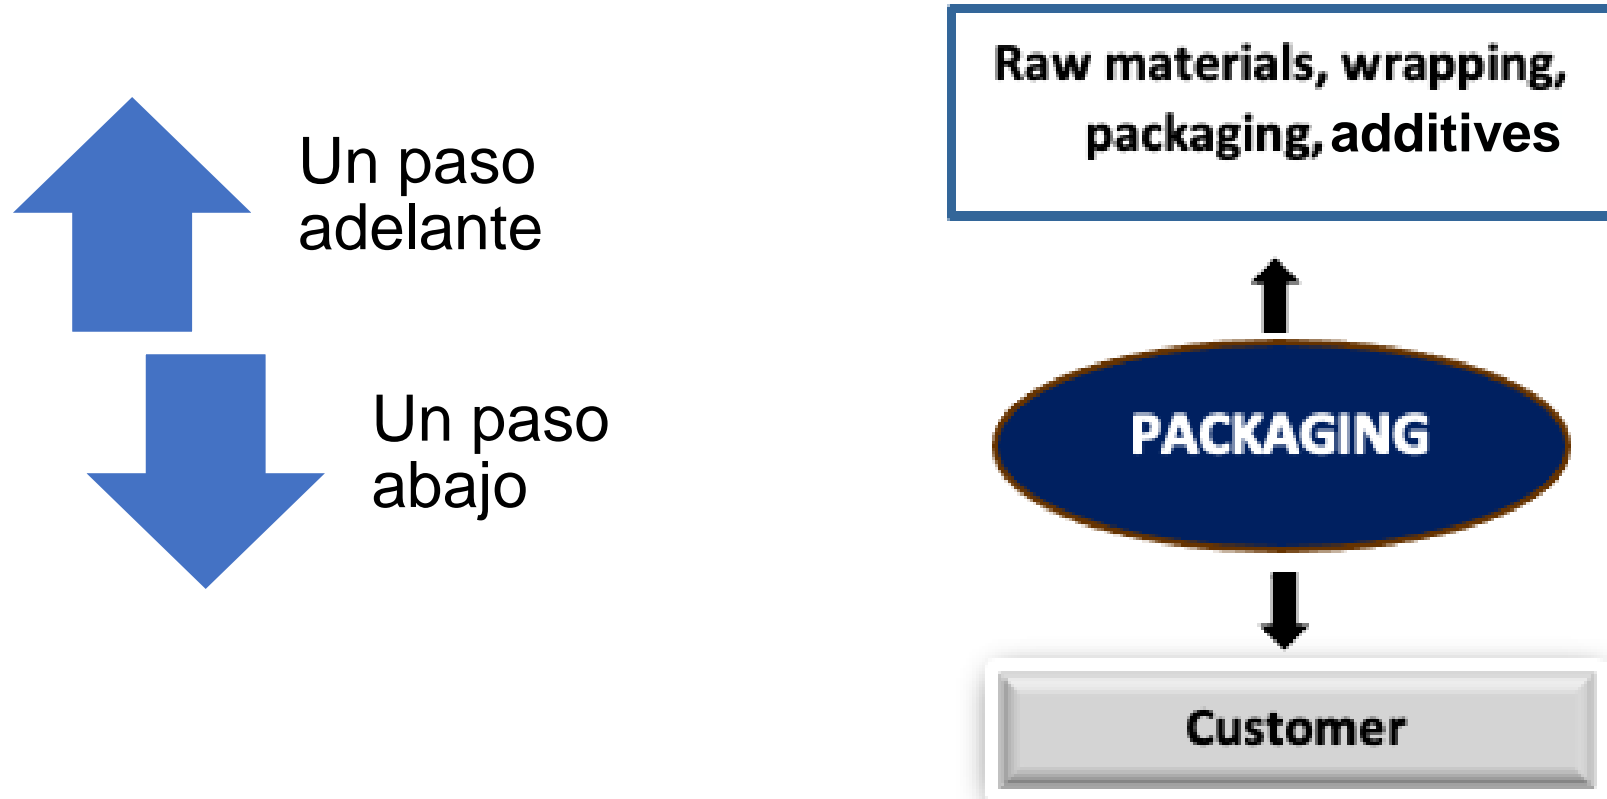 Un paso
adelante
Un paso
abajo
Raw materials, wrapping,
packaging, additives
PACKAGING
Customer